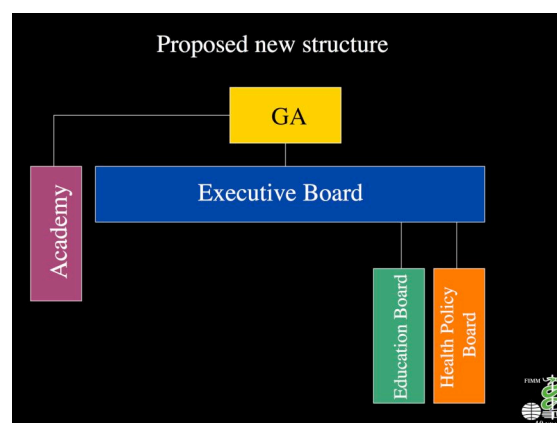 Proposed new structure
GA
Executive Board
Academy
Education Board
Health Policy
Board
FIMM